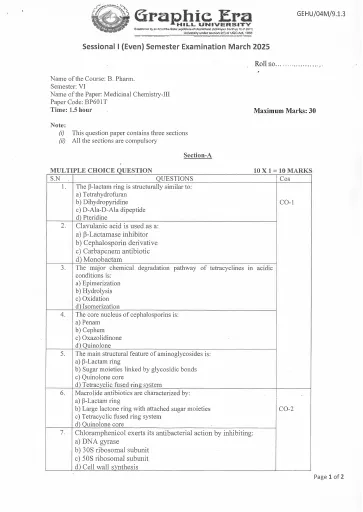 GEHU/04M/9.1.3
Graphic Era
HILL UNIVERSITY
Sessional I (Even) Semester Examination March 2025
Roll no.....................
Name of the Course: B. Pharm.
Semester: VI
Name of the Paper: Medicinal Chemistry-III
Paper Code: BP601T
Time: 1.5 hour Maximum Marks: 30
Note:
(i) This question paper contains three sections
(ii) All the sections are compulsory
Section-A
MULTIPLE CHOICE QUESTION 10 X 1 = 10 MARKS
S.N QUESTIONS Cos
1. The β-lactam ring is structurally similar to:
a) Tetrahydrofuran
b) Dihydropyridine CO-1
c) D-Ala-D-Ala dipeptide
d) Pteridine
2. Clavulanic acid is used as a:
a) β-Lactamase inhibitor
b) Cephalosporin derivative
c) Carbapenem antibiotic
d) Monobactam
3. The major chemical degradation pathway of tetracyclines in acidic
conditions is:
a) Epimerization
b) Hydrolysis
c) Oxidation
d) Isomerization
4. The core nucleus of cephalosporins is:
a) Penam
b) Cephem
c) Oxazolidinone
d) Quinolone
5. The main structural feature of aminoglycosides is:
a) β-Lactam ring
b) Sugar moieties linked by glycosidic bonds
c) Quinolone core
d) Tetracyclic fused ring system
6. Macrolide antibiotics are characterized by:
a) β-Lactam ring
b) Large lactone ring with attached sugar moieties CO-2
c) Tetracyclic fused ring system
d) Quinolone core
7. Chloramphenicol exerts its antibacterial action by inhibiting:
a) DNA gyrase
b) 30S ribosomal subunit
c) 50S ribosomal subunit
d) Cell wall synthesis
Page 1 of 2